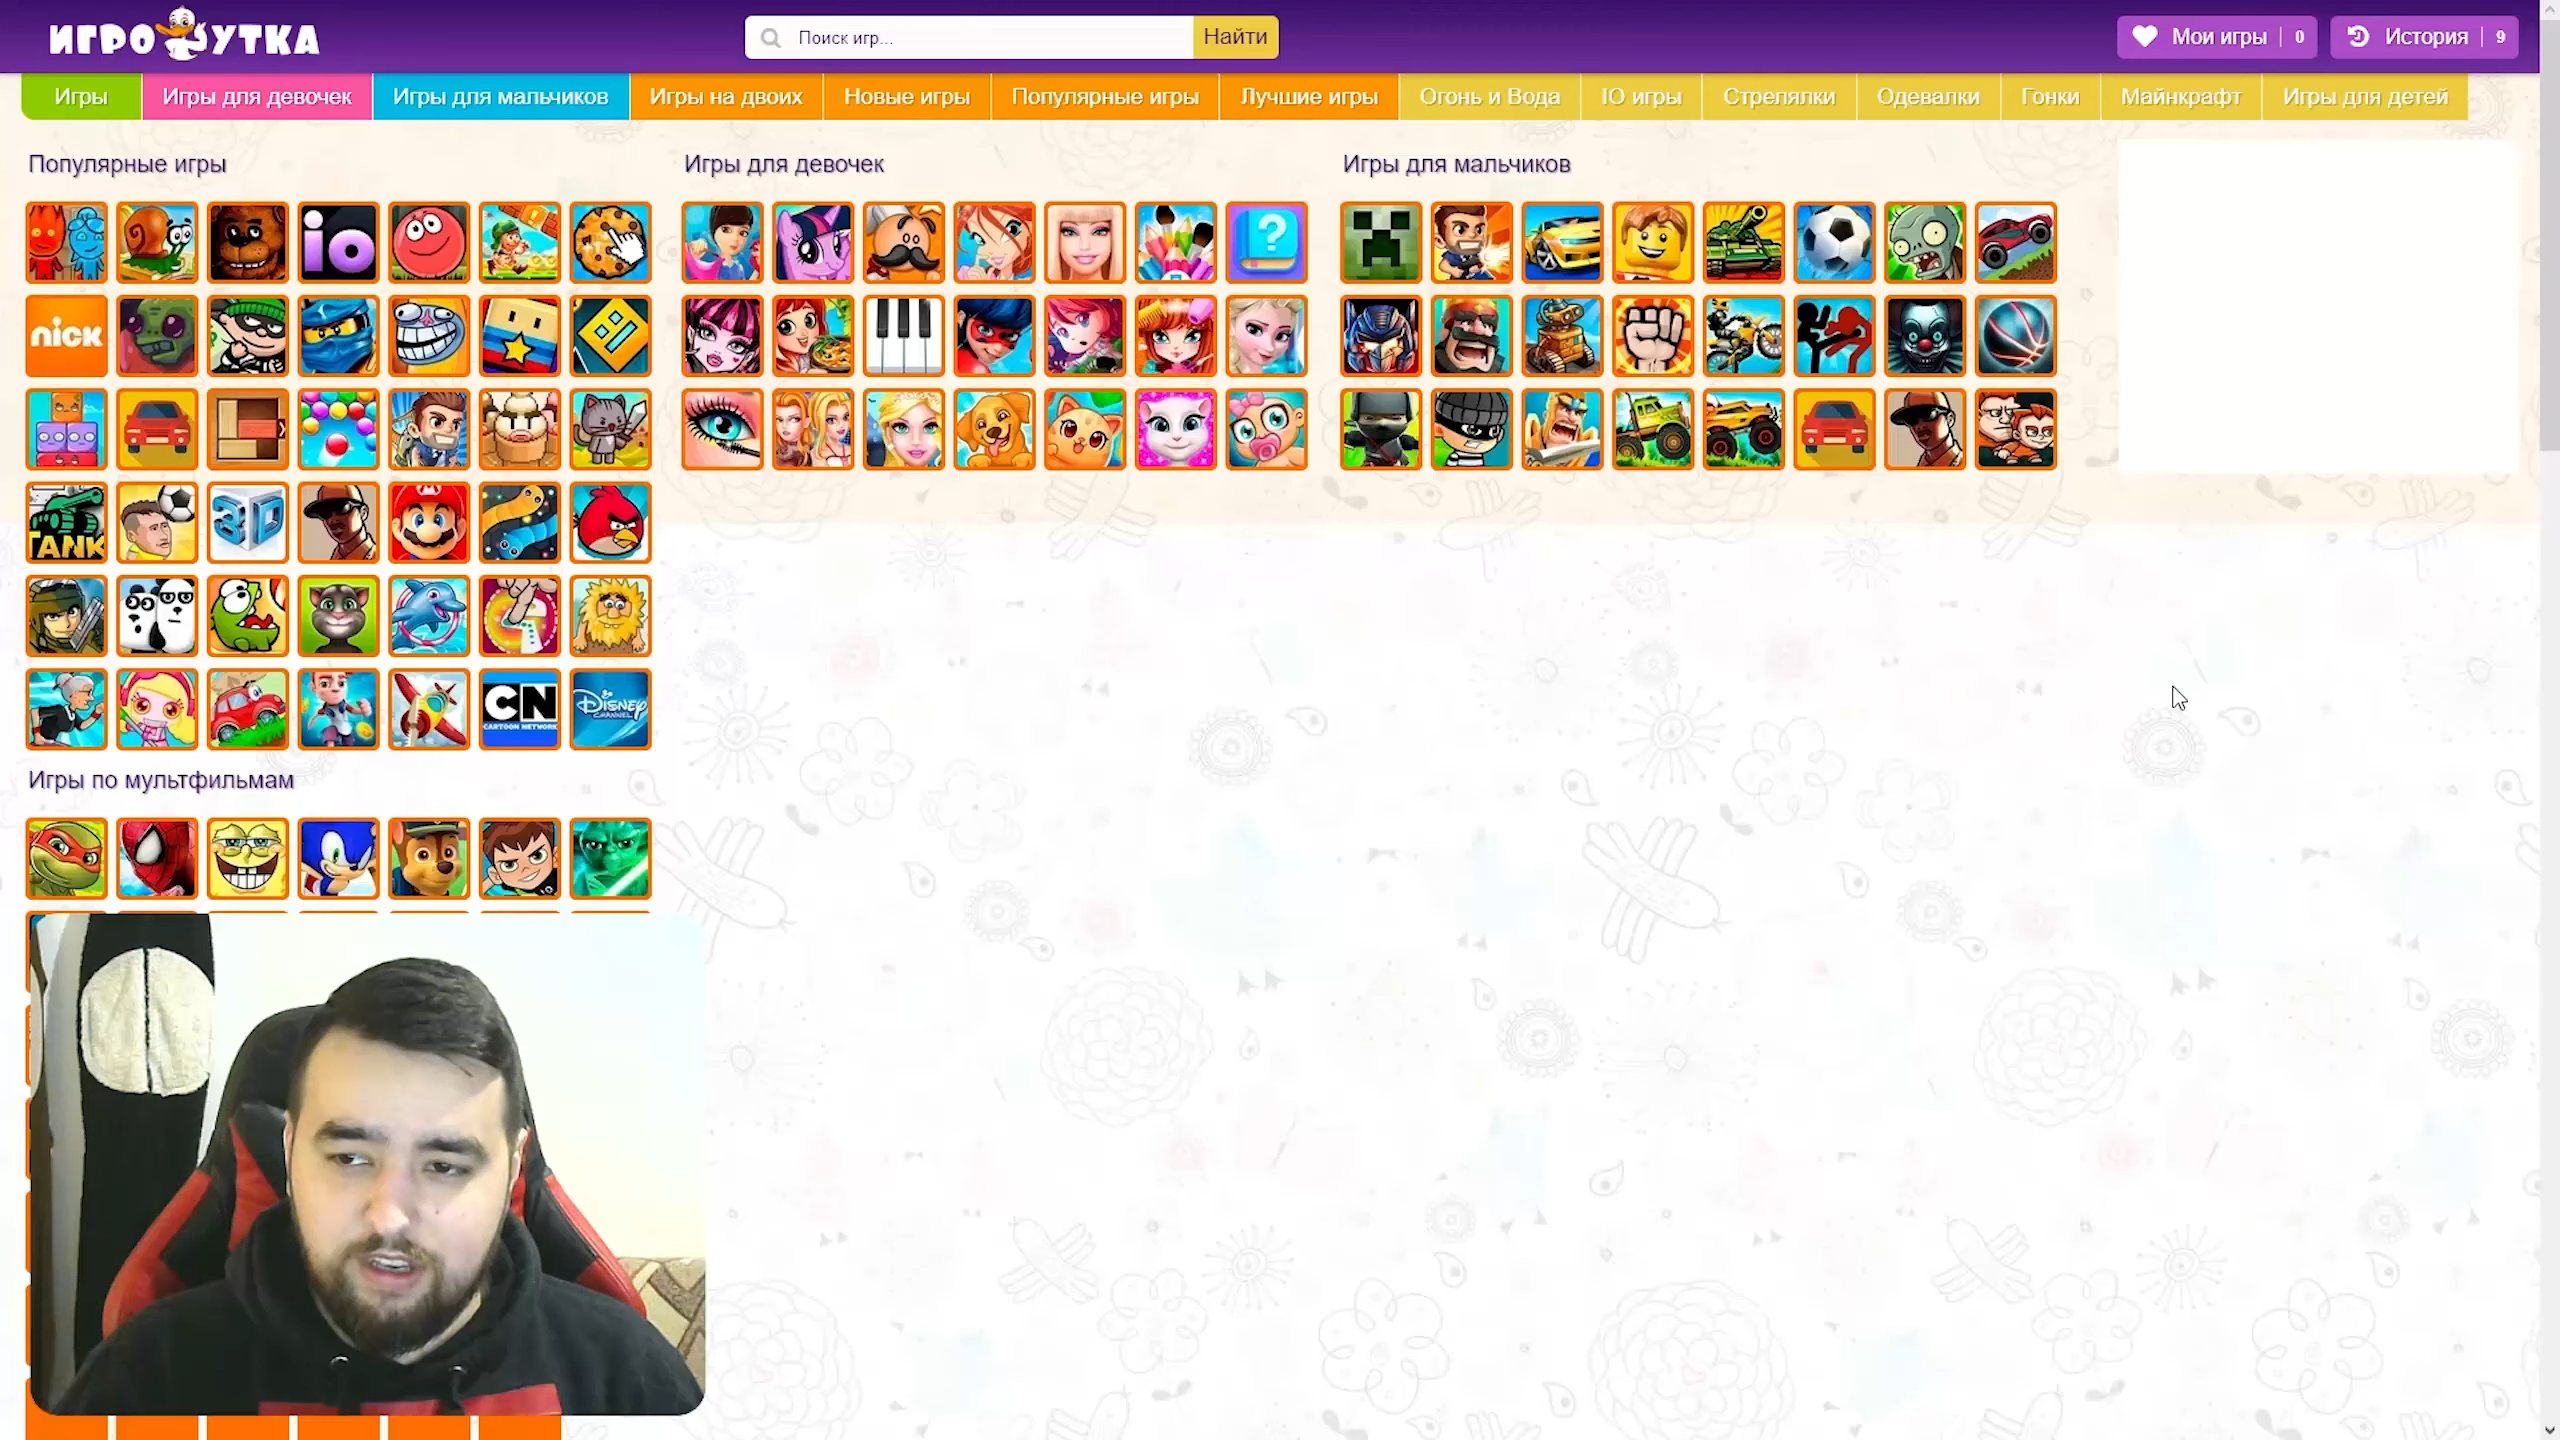 ИГРОУТКА
Поиск игр...
Найти
Мои игры 0
История 9
Игры
Игры для девочек
Игры для мальчиков
Игры на двоих
Новые игры
Популярные игры
Лучшие игры
Огонь и Вода
IO игры
Стрелялки
Одевалки
Гонки
Майнкрафт
Игры для детей
Популярные игры
Игры для девочек
Игры для мальчиков
io
?
nick
TANK
3D
CN
CARTOON NETWORK
Disney
CHANNEL
Игры по мультфильмам